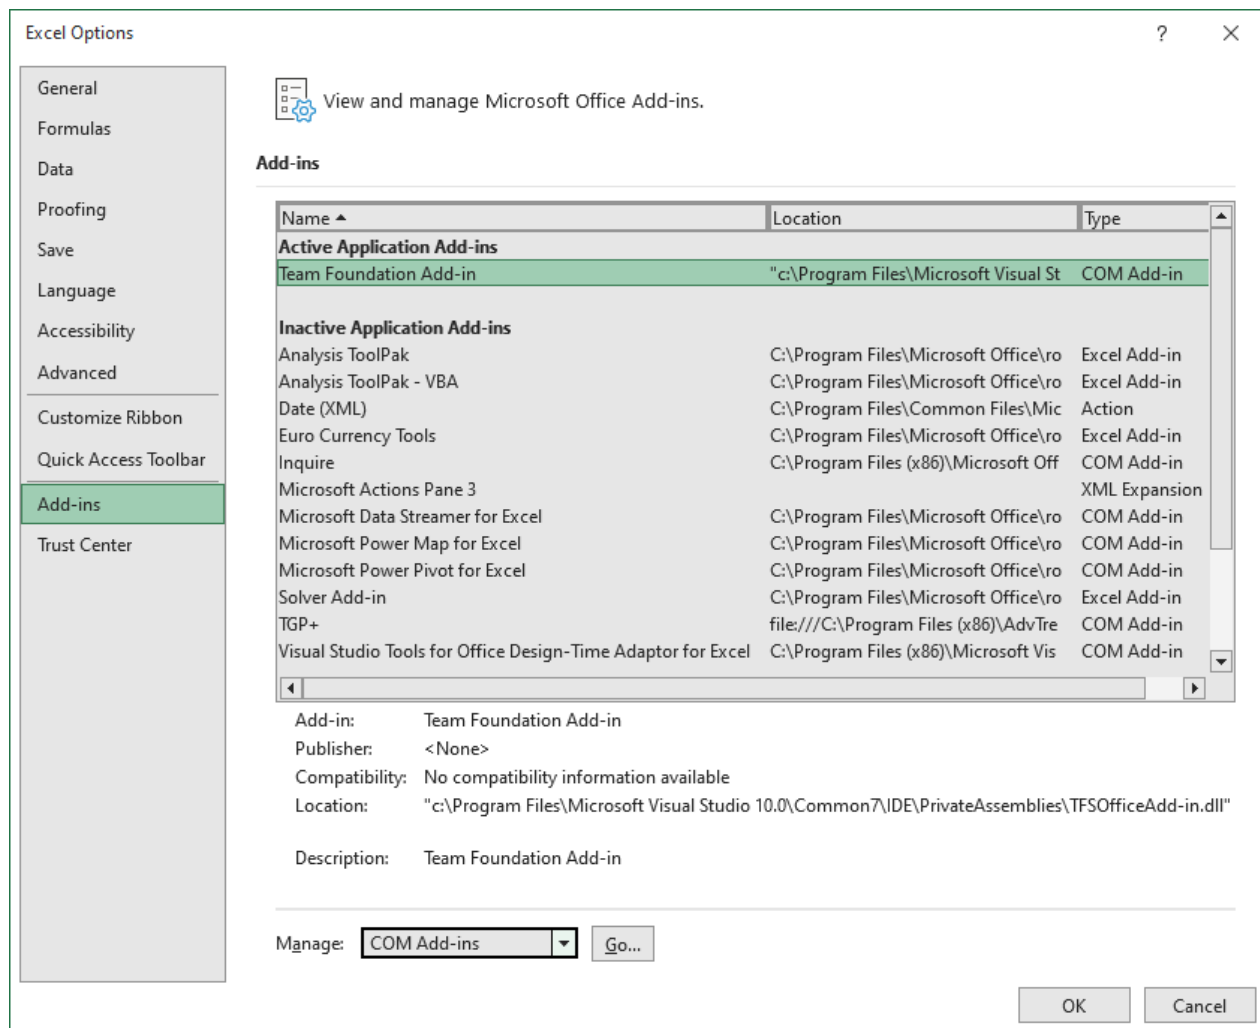 Excel Options
?
General
Formulas
Data
Proofing
Save
Language
Accessibility
Advanced
Customize Ribbon
Quick Access Toolbar
Add-ins
Trust Center
View and manage Microsoft Office Add-ins.
Add-ins
Name Location Type
Active Application Add-ins
Team Foundation Add-in "c:\Program Files\Microsoft Visual St COM Add-in
Inactive Application Add-ins
Analysis ToolPak C:\Program Files\Microsoft Office\ro Excel Add-in
Analysis ToolPak - VBA C:\Program Files\Microsoft Office\ro Excel Add-in
Date (XML) C:\Program Files\Common Files\Mic Action
Euro Currency Tools C:\Program Files\Microsoft Office\ro Excel Add-in
Inquire C:\Program Files (x86)\Microsoft Off COM Add-in
Microsoft Actions Pane 3 XML Expansion
Microsoft Data Streamer for Excel C:\Program Files\Microsoft Office\ro COM Add-in
Microsoft Power Map for Excel C:\Program Files\Microsoft Office\ro COM Add-in
Microsoft Power Pivot for Excel C:\Program Files\Microsoft Office\ro COM Add-in
Solver Add-in C:\Program Files\Microsoft Office\ro Excel Add-in
TGP+ file:///C:\Program Files (x86)\AdvTre COM Add-in
Visual Studio Tools for Office Design-Time Adaptor for Excel C:\Program Files (x86)\Microsoft Vis COM Add-in
Add-in: Team Foundation Add-in
Publisher: <None>
Compatibility: No compatibility information available
Location: "c:\Program Files\Microsoft Visual Studio 10.0\Common7\IDE\PrivateAssemblies\TFSOfficeAdd-in.dll"
Description: Team Foundation Add-in
Manage: COM Add-ins Go...
OK Cancel